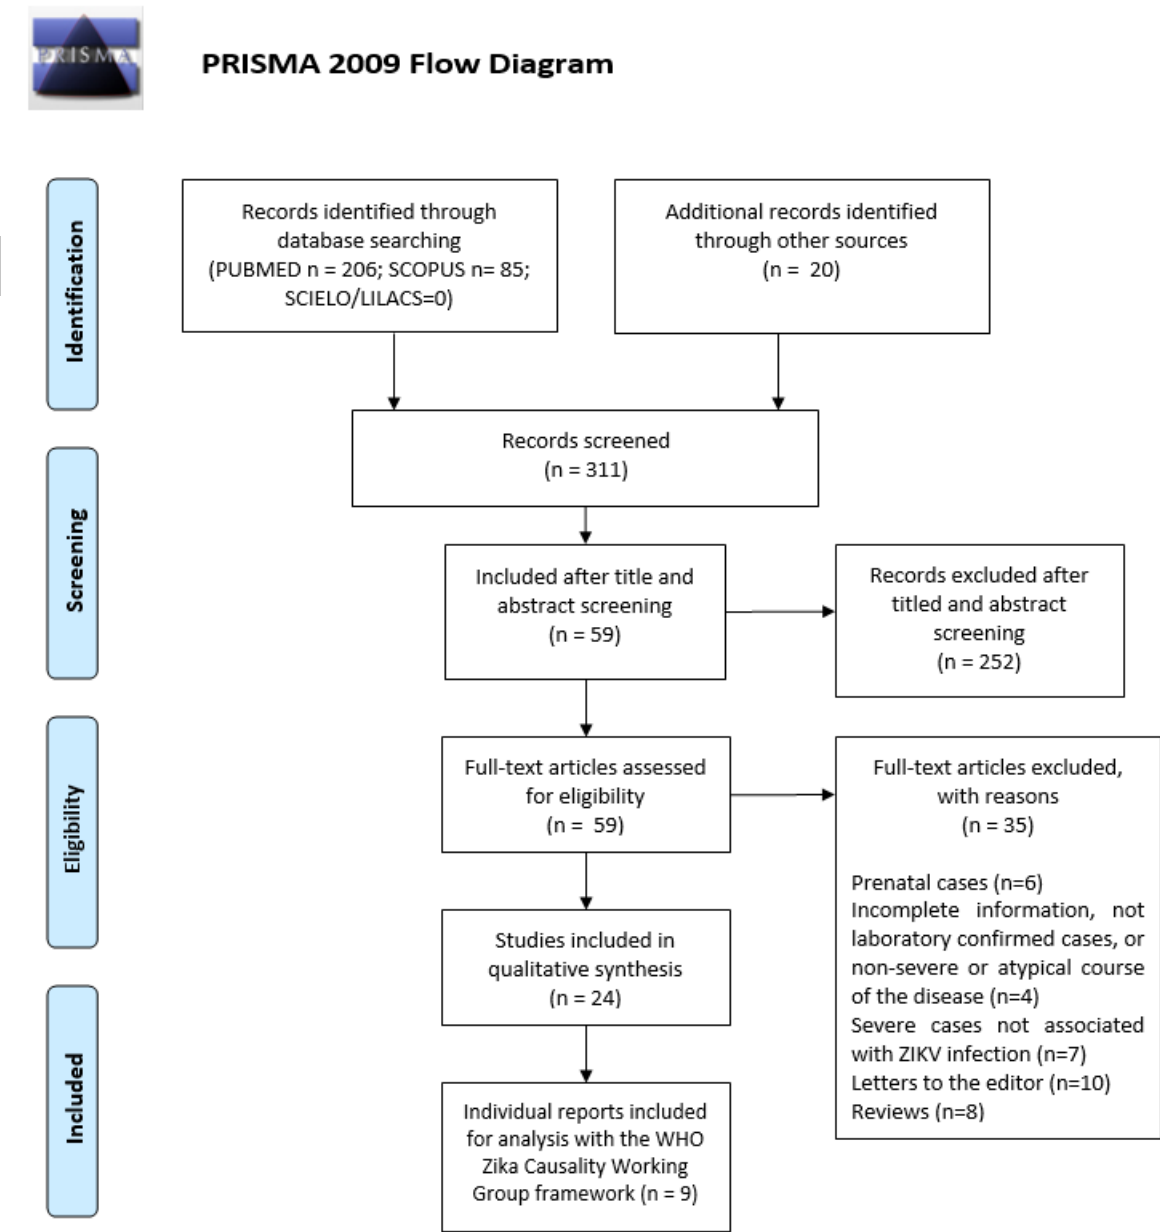 PRISMA
PRISMA 2009 Flow Diagram
Identification
Records identified through
database searching
(PUBMED n = 206; SCOPUS n= 85;
SCIELO/LILACS=0)
Additional records identified
through other sources
(n =  20)
Records screened
(n = 311)
Screening
Included after title and
abstract screening
(n = 59)
Records excluded after
titled and abstract
screening
(n = 252)
Eligibility
Full-text articles assessed
for eligibility
(n =  59)
Full-text articles excluded,
with reasons
(n = 35)
Prenatal cases (n=6)
Incomplete information, not
laboratory confirmed cases, or
non-severe or atypical course
of the disease (n=4)
Severe cases not associated
with ZIKV infection (n=7)
Letters to the editor (n=10)
Reviews (n=8)
Studies included in
qualitative synthesis
(n = 24)
Included
Individual reports included
for analysis with the WHO
Zika Causality Working
Group framework (n = 9)